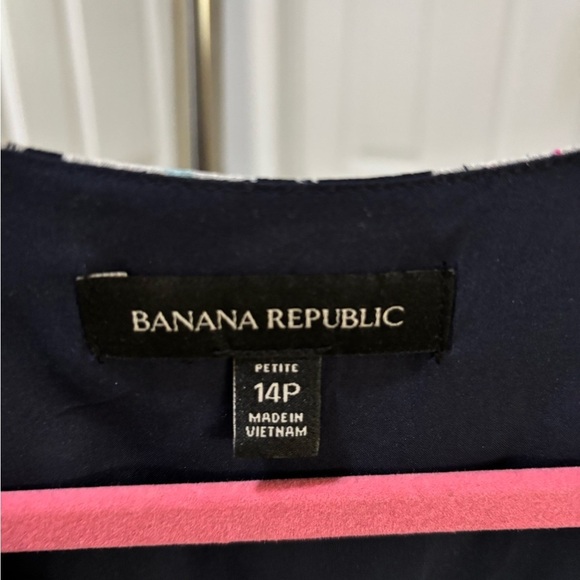 BANANA REPUBLIC
PETITE
14P
MADE IN
VIETNAM